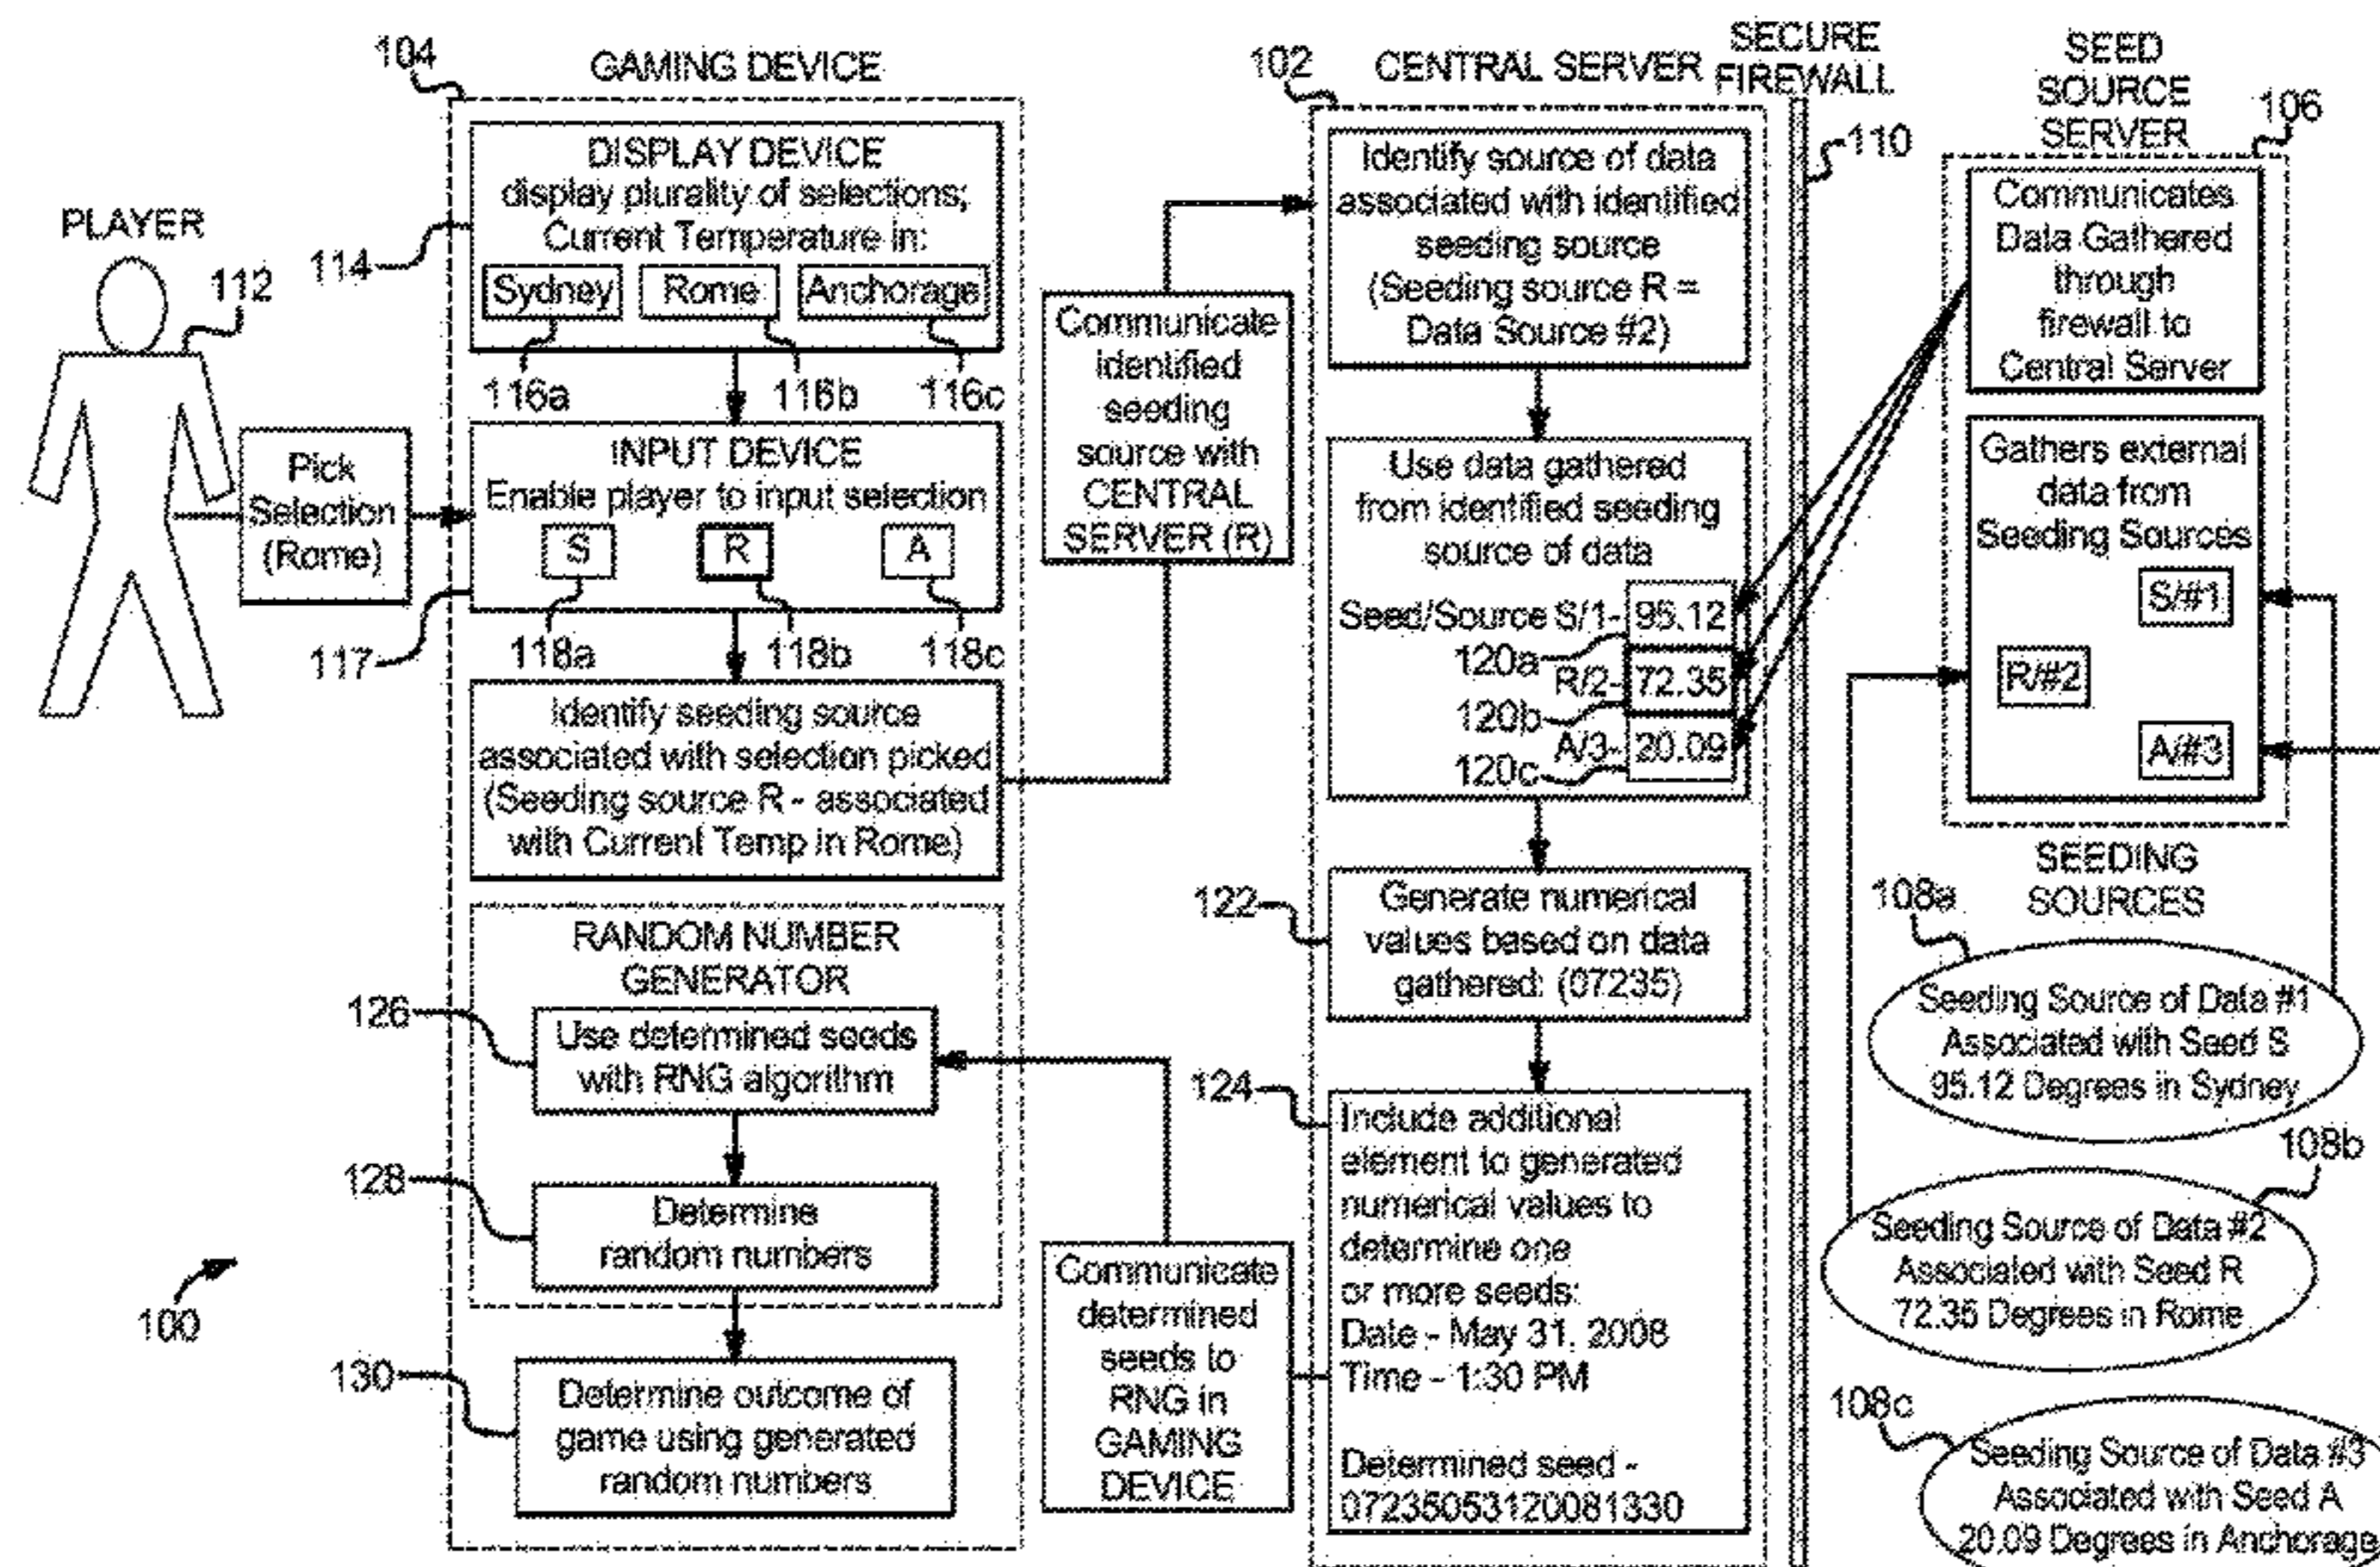 PLAYER
112
Pick
Selection
(Rome)
100
104
GAMING DEVICE
DISPLAY DEVICE
display plurality of selections;
Current Temperature in:
Sydney Rome Anchorage
114
116a 116b 116c
INPUT DEVICE
Enable player to input selection
S R A
117
118a 118b 118c
Identify seeding source
associated with selection picked
(Seeding source R - associated
with Current Temp in Rome)
RANDOM NUMBER
GENERATOR
126
Use determined seeds
with RNG algorithm
128
Determine
random numbers
130
Determine outcome of
game using generated
random numbers
Communicate
identified
seeding
source with
CENTRAL
SERVER (R)
Communicate
determined
seeds to
RNG in
GAMING
DEVICE
102
CENTRAL SERVER
Identify source of data
associated with identified
seeding source
(Seeding source R =
Data Source #2)
Use data gathered
from identified seeding
source of data
Seed/Source S/1- 95.12
120a
R/2- 72.35
120b
A/3- 20.09
120c
122
Generate numerical
values based on data
gathered: (07235)
124
Include additional
element to generated
numerical values to
determine one
or more seeds:
Date - May 31, 2008
Time - 1:30 PM
Determined seed -
07235053120081330
SECURE
FIREWALL
110
SEED
SOURCE
SERVER
106
Communicates
Data Gathered
through
firewall to
Central Server
Gathers external
data from
Seeding Sources
S/#1
R/#2
A/#3
SEEDING
SOURCES
108a
Seeding Source of Data #1
Associated with Seed S
95.12 Degrees in Sydney
108b
Seeding Source of Data #2
Associated with Seed R
72.35 Degrees in Rome
108c
Seeding Source of Data #3
Associated with Seed A
20.09 Degrees in Anchorage